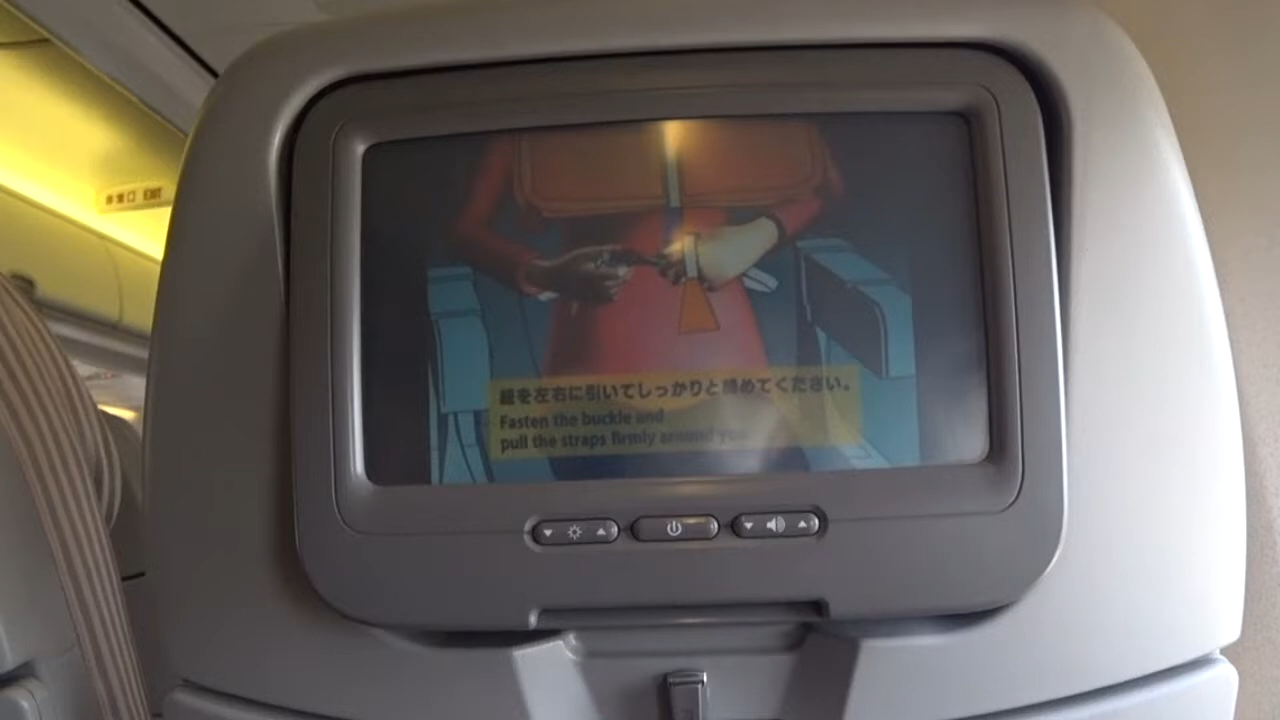 非常口 EXIT
紐を左右に引いてしっかりと締めてください。
Fasten the buckle and
pull the straps firmly around you